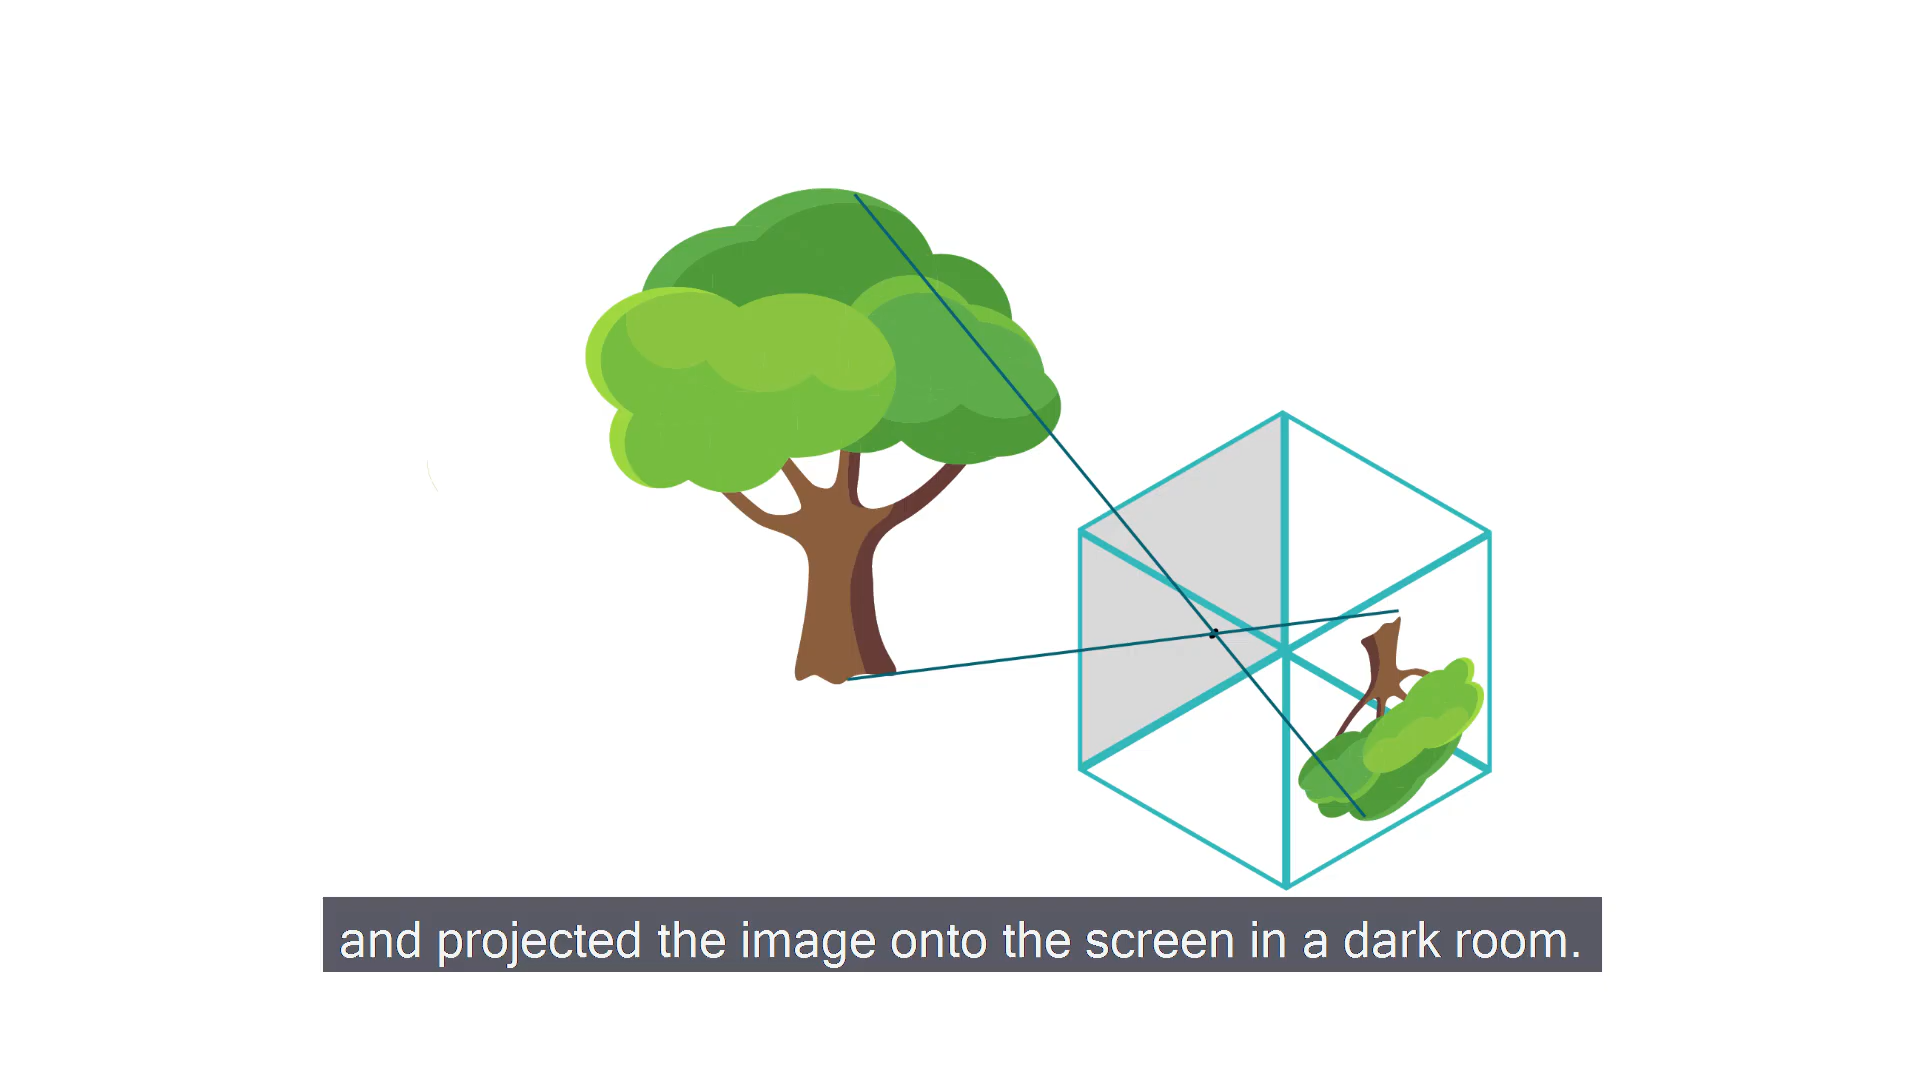 and projected the image onto the screen in a dark room.